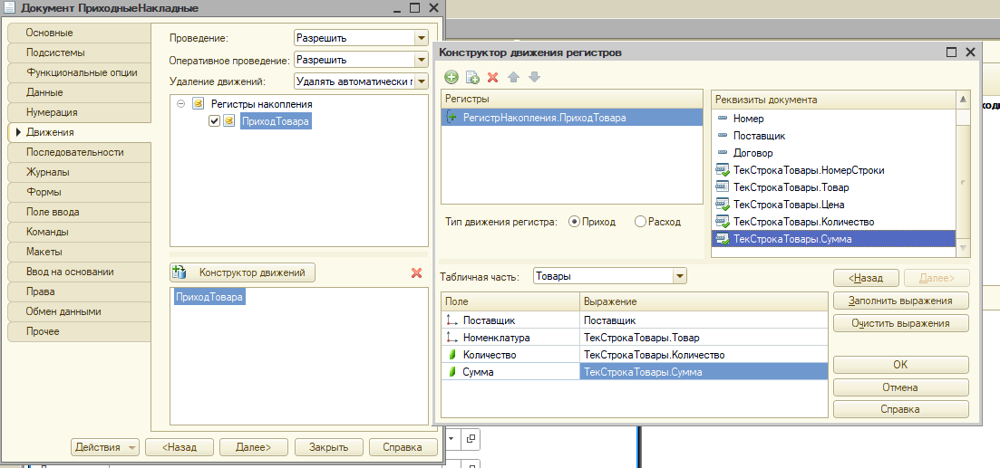 Документ ПриходныеНакладные
Основные
Подсистемы
Функциональные опции
Данные
Нумерация
Движения
Последовательности
Журналы
Формы
Поле ввода
Команды
Макеты
Ввод на основании
Права
Обмен данными
Прочее
Проведение: Разрешить
Оперативное проведение: Разрешить
Удаление движений: Удалять автоматически
Регистры накопления
ПриходТовара
Конструктор движений
ПриходТовара
Действия <Назад Далее> Закрыть Справка
Конструктор движения регистров
Регистры
РегистрНакопления.ПриходТовара
Реквизиты документа
Номер
Поставщик
Договор
ТекСтрокаТовары.НомерСтроки
ТекСтрокаТовары.Товар
ТекСтрокаТовары.Цена
ТекСтрокаТовары.Количество
ТекСтрокаТовары.Сумма
Тип движения регистра: Приход Расход
Табличная часть: Товары
<Назад Далее>
Заполнить выражения
Очистить выражения
Поле Выражение
Поставщик Поставщик
Номенклатура ТекСтрокаТовары.Товар
Количество ТекСтрокаТовары.Количество
Сумма ТекСтрокаТовары.Сумма
OK
Отмена
Справка